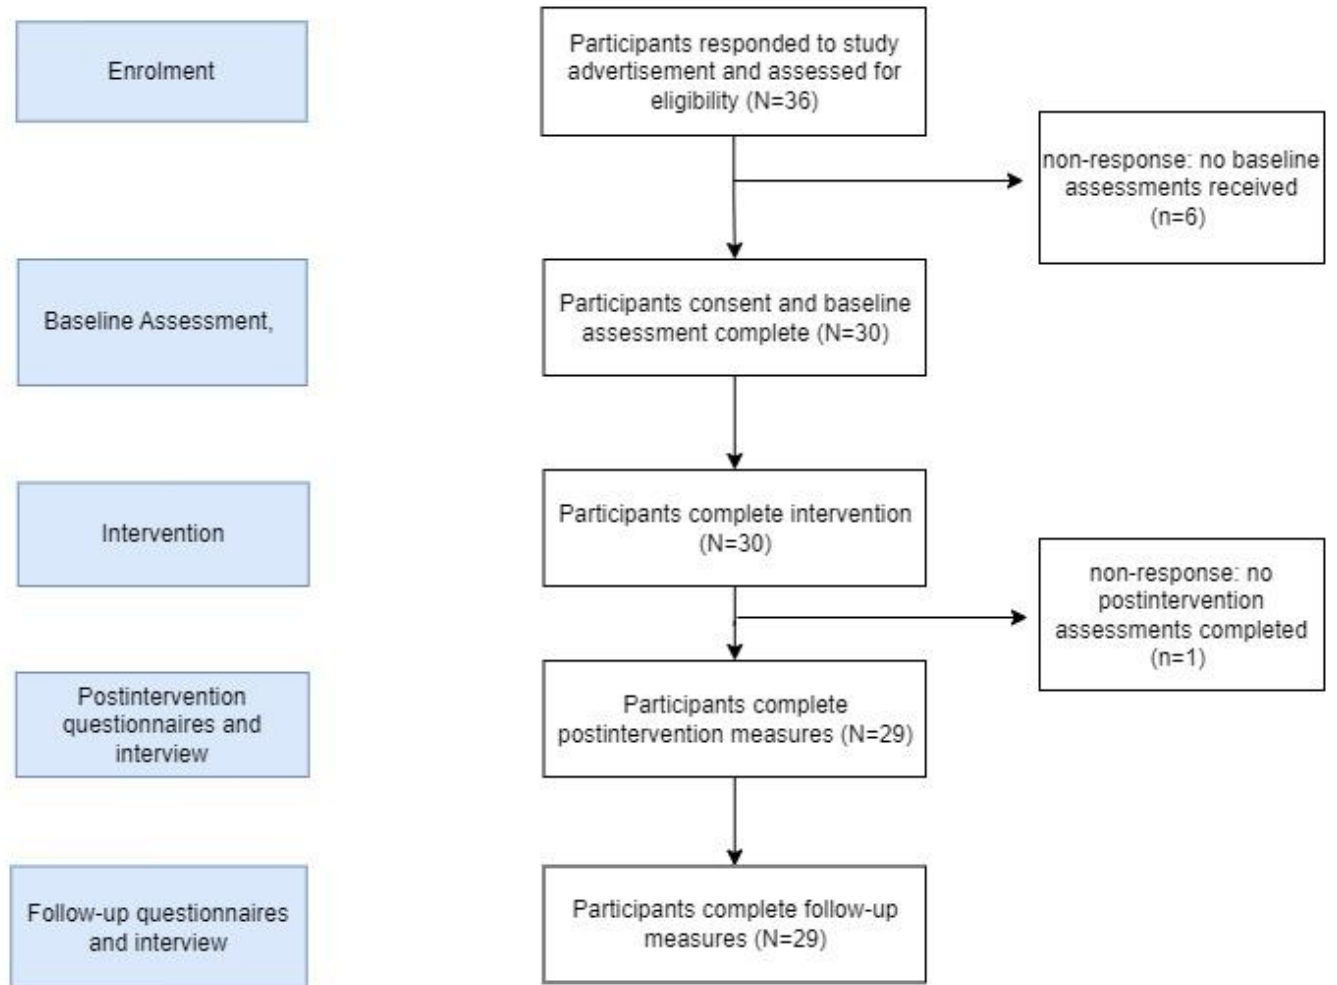 Enrolment
Participants responded to study
advertisement and assessed for
eligibility (N=36)
non-response: no baseline
assessments received
(n=6)
Baseline Assessment,
Participants consent and baseline
assessment complete (N=30)
Intervention
Participants complete intervention
(N=30)
non-response: no
postintervention
assessments completed
(n=1)
Postintervention
questionnaires and
interview
Participants complete
postintervention measures (N=29)
Follow-up questionnaires
and interview
Participants complete follow-up
measures (N=29)